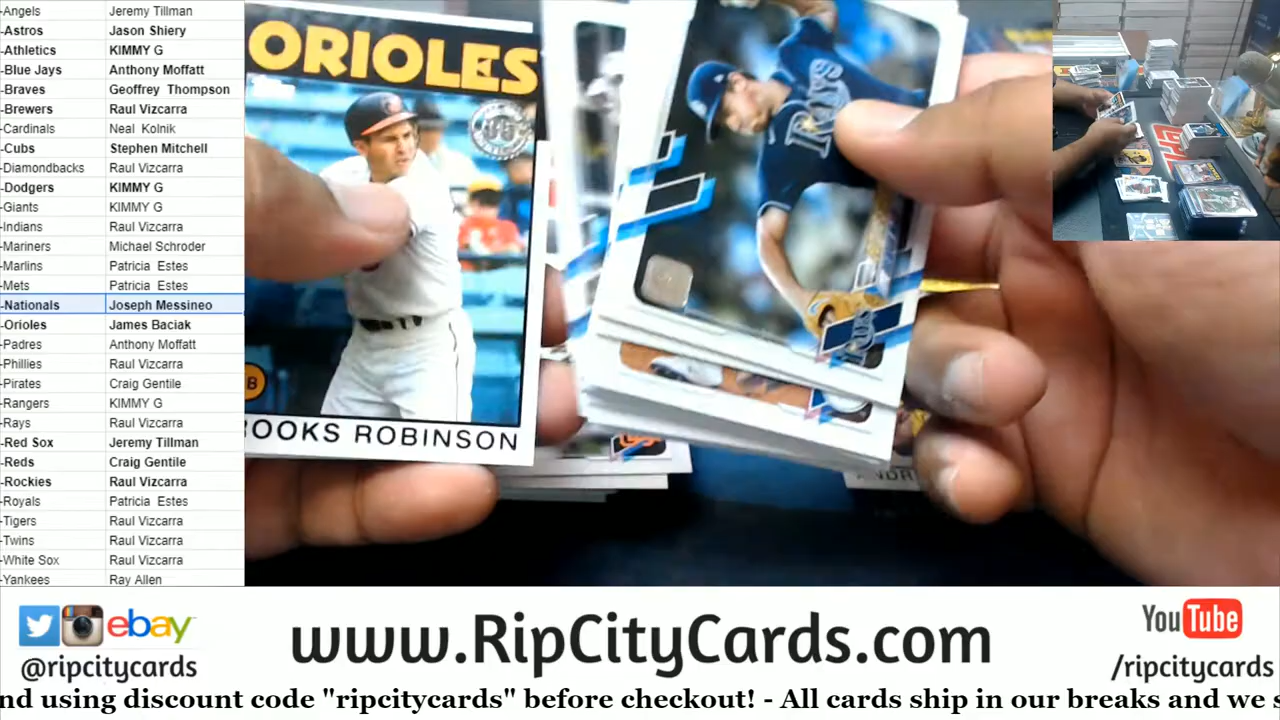 -Angels Jeremy Tillman
-Astros Jason Shiery
-Athletics KIMMY G
-Blue Jays Anthony Moffatt
-Braves Geoffrey Thompson
-Brewers Raul Vizcarra
-Cardinals Neal Kolnik
-Cubs Stephen Mitchell
-Diamondbacks Raul Vizcarra
-Dodgers KIMMY G
-Giants KIMMY G
-Indians Raul Vizcarra
-Mariners Michael Schroder
-Marlins Patricia Estes
-Mets Patricia Estes
-Nationals Joseph Messineo
-Orioles James Baciak
-Padres Anthony Moffatt
-Phillies Raul Vizcarra
-Pirates Craig Gentile
-Rangers KIMMY G
-Rays Raul Vizcarra
-Red Sox Jeremy Tillman
-Reds Craig Gentile
-Rockies Raul Vizcarra
-Royals Patricia Estes
-Tigers Raul Vizcarra
-Twins Raul Vizcarra
-White Sox Raul Vizcarra
-Yankees Ray Allen
ORIOLES
35
B
ROOKS ROBINSON
Rays
NDR
ebay
@ripcitycards
www.RipCityCards.com
YouTube
/ripcitycards
nd using discount code "ripcitycards" before checkout! - All cards ship in our breaks and we s